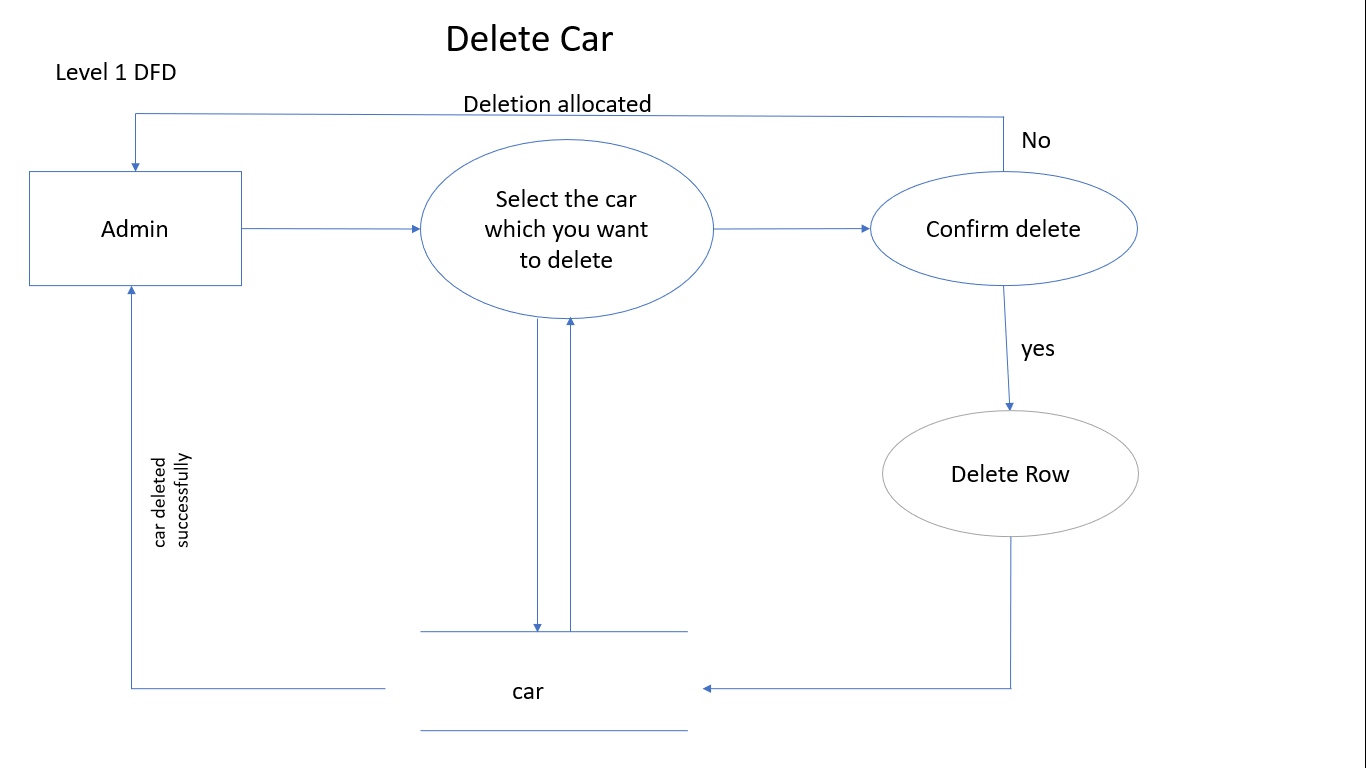 Delete Car
Level 1 DFD
Deletion allocated
No
Admin
Select the car
which you want
to delete
Confirm delete
yes
Delete Row
car deleted
successfully
car